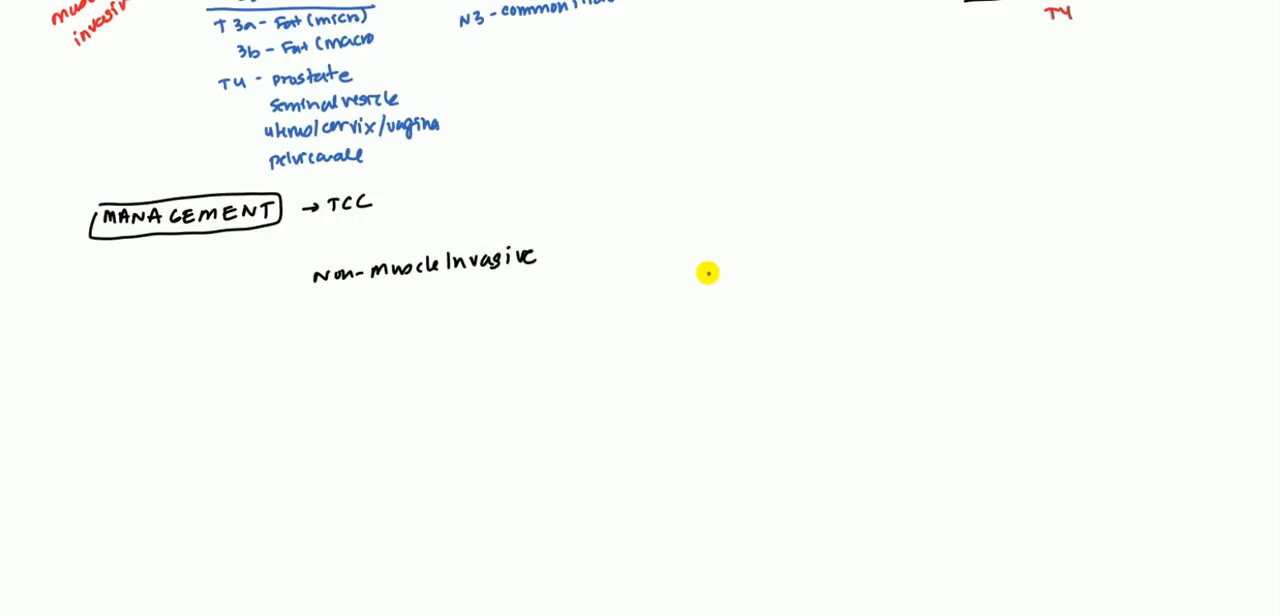 invasiv
T3a - Fat (micro)
3b - Fat (macro
T4 - prostate
seminal vesicle
uterus/cervix/vagina
pelvic wall
N3 - common
T4
MANAGEMENT → TCC
Non-muscle Invasive